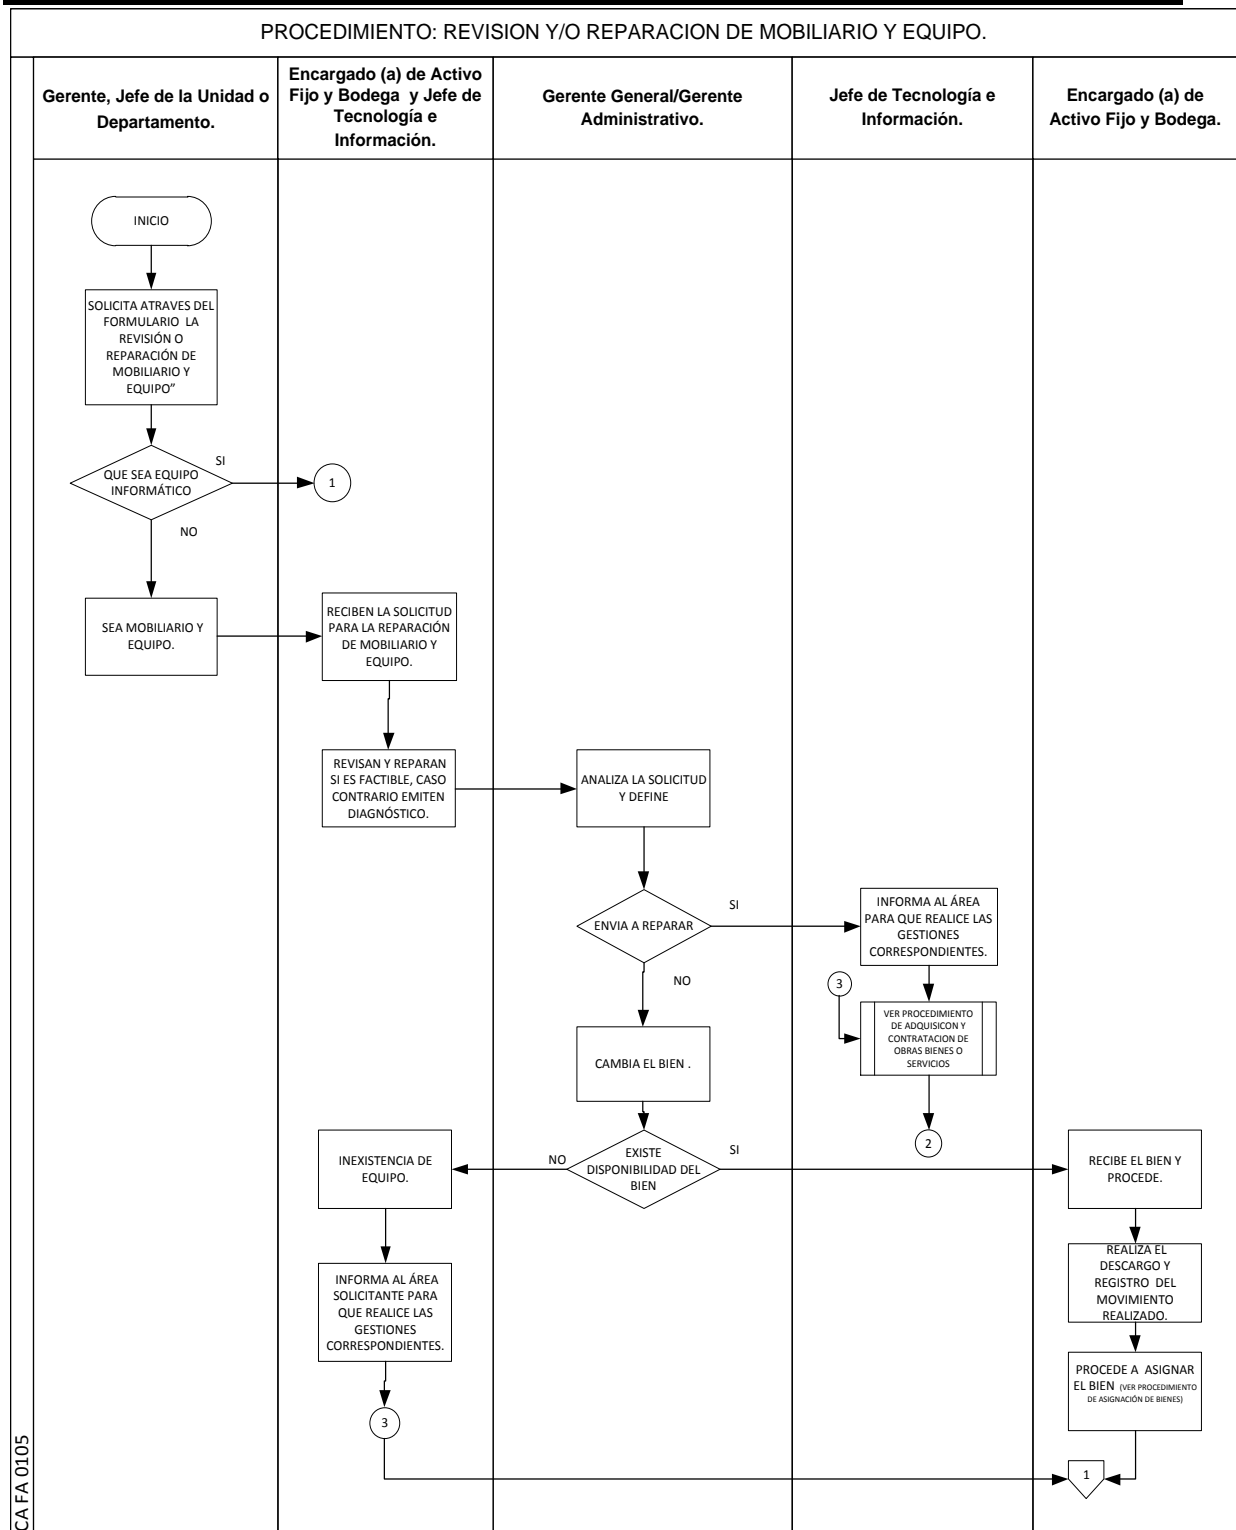 PROCEDIMIENTO: REVISION Y/O REPARACION DE MOBILIARIO Y EQUIPO.
Gerente, Jefe de la Unidad o
Departamento.
Encargado (a) de Activo
Fijo y Bodega y Jefe de
Tecnología e
Información.
Gerente General/Gerente
Administrativo.
Jefe de Tecnología e
Información.
Encargado (a) de
Activo Fijo y Bodega.
INICIO
SOLICITA ATRAVES DEL
FORMULARIO LA
REVISIÓN O
REPARACIÓN DE
MOBILIARIO Y
EQUIPO”
QUE SEA EQUIPO
INFORMÁTICO
SI
1
NO
SEA MOBILIARIO Y
EQUIPO.
RECIBEN LA SOLICITUD
PARA LA REPARACIÓN
DE MOBILIARIO Y
EQUIPO.
REVISAN Y REPARAN
SI ES FACTIBLE, CASO
CONTRARIO EMITEN
DIAGNÓSTICO.
ANALIZA LA SOLICITUD
Y DEFINE
ENVIA A REPARAR
SI
NO
INFORMA AL ÁREA
PARA QUE REALICE LAS
GESTIONES
CORRESPONDIENTES.
3
VER PROCEDIMIENTO
DE ADQUISICON Y
CONTRATACION DE
OBRAS BIENES O
SERVICIOS
2
CAMBIA EL BIEN .
EXISTE
DISPONIBILIDAD DEL
BIEN
NO
SI
INEXISTENCIA DE
EQUIPO.
INFORMA AL ÁREA
SOLICITANTE PARA
QUE REALICE LAS
GESTIONES
CORRESPONDIENTES.
3
RECIBE EL BIEN Y
PROCEDE.
REALIZA EL
DESCARGO Y
REGISTRO DEL
MOVIMIENTO
REALIZADO.
PROCEDE A ASIGNAR
EL BIEN (VER PROCEDIMIENTO
DE ASIGNACIÓN DE BIENES)
1
CA FA 0105